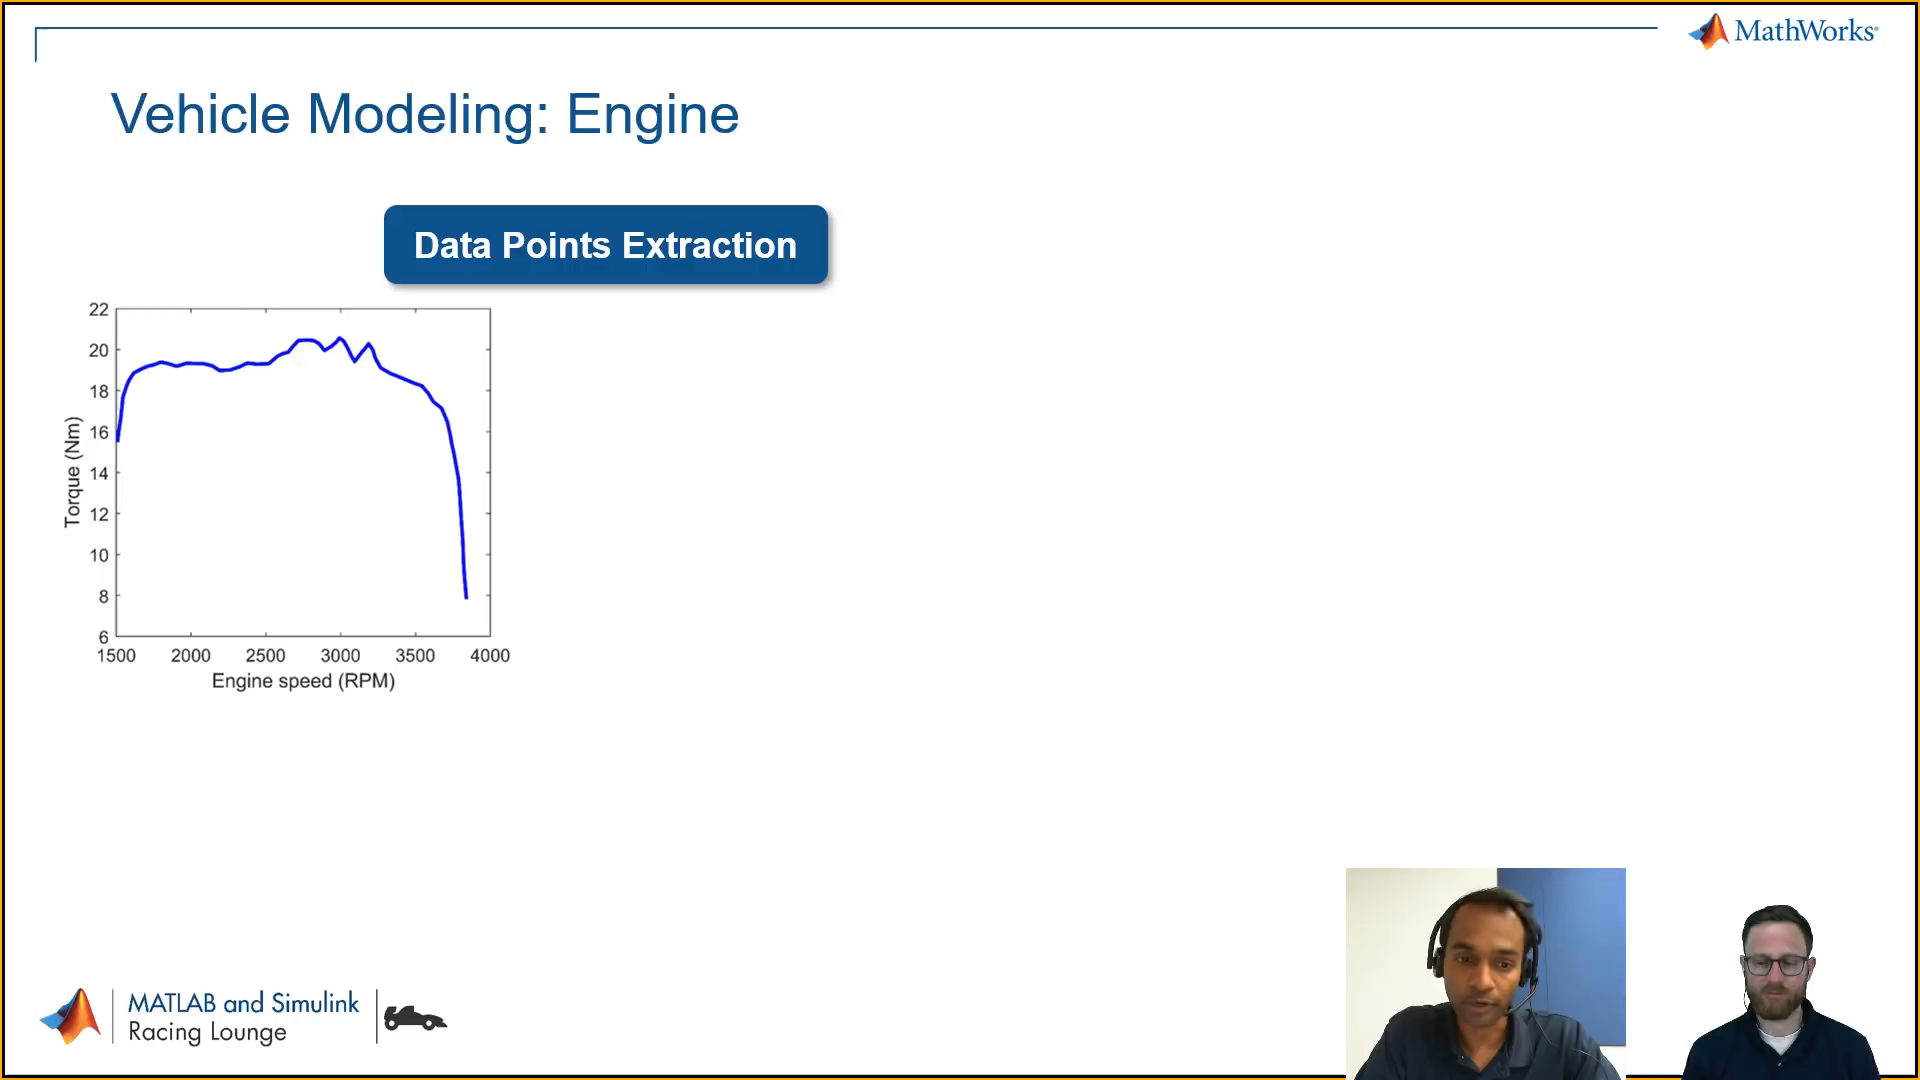 MathWorks®
Vehicle Modeling: Engine
Data Points Extraction
22
20
18
16
14
12
10
8
6
Torque (Nm)
1500 2000 2500 3000 3500 4000
Engine speed (RPM)
MATLAB and Simulink
Racing Lounge